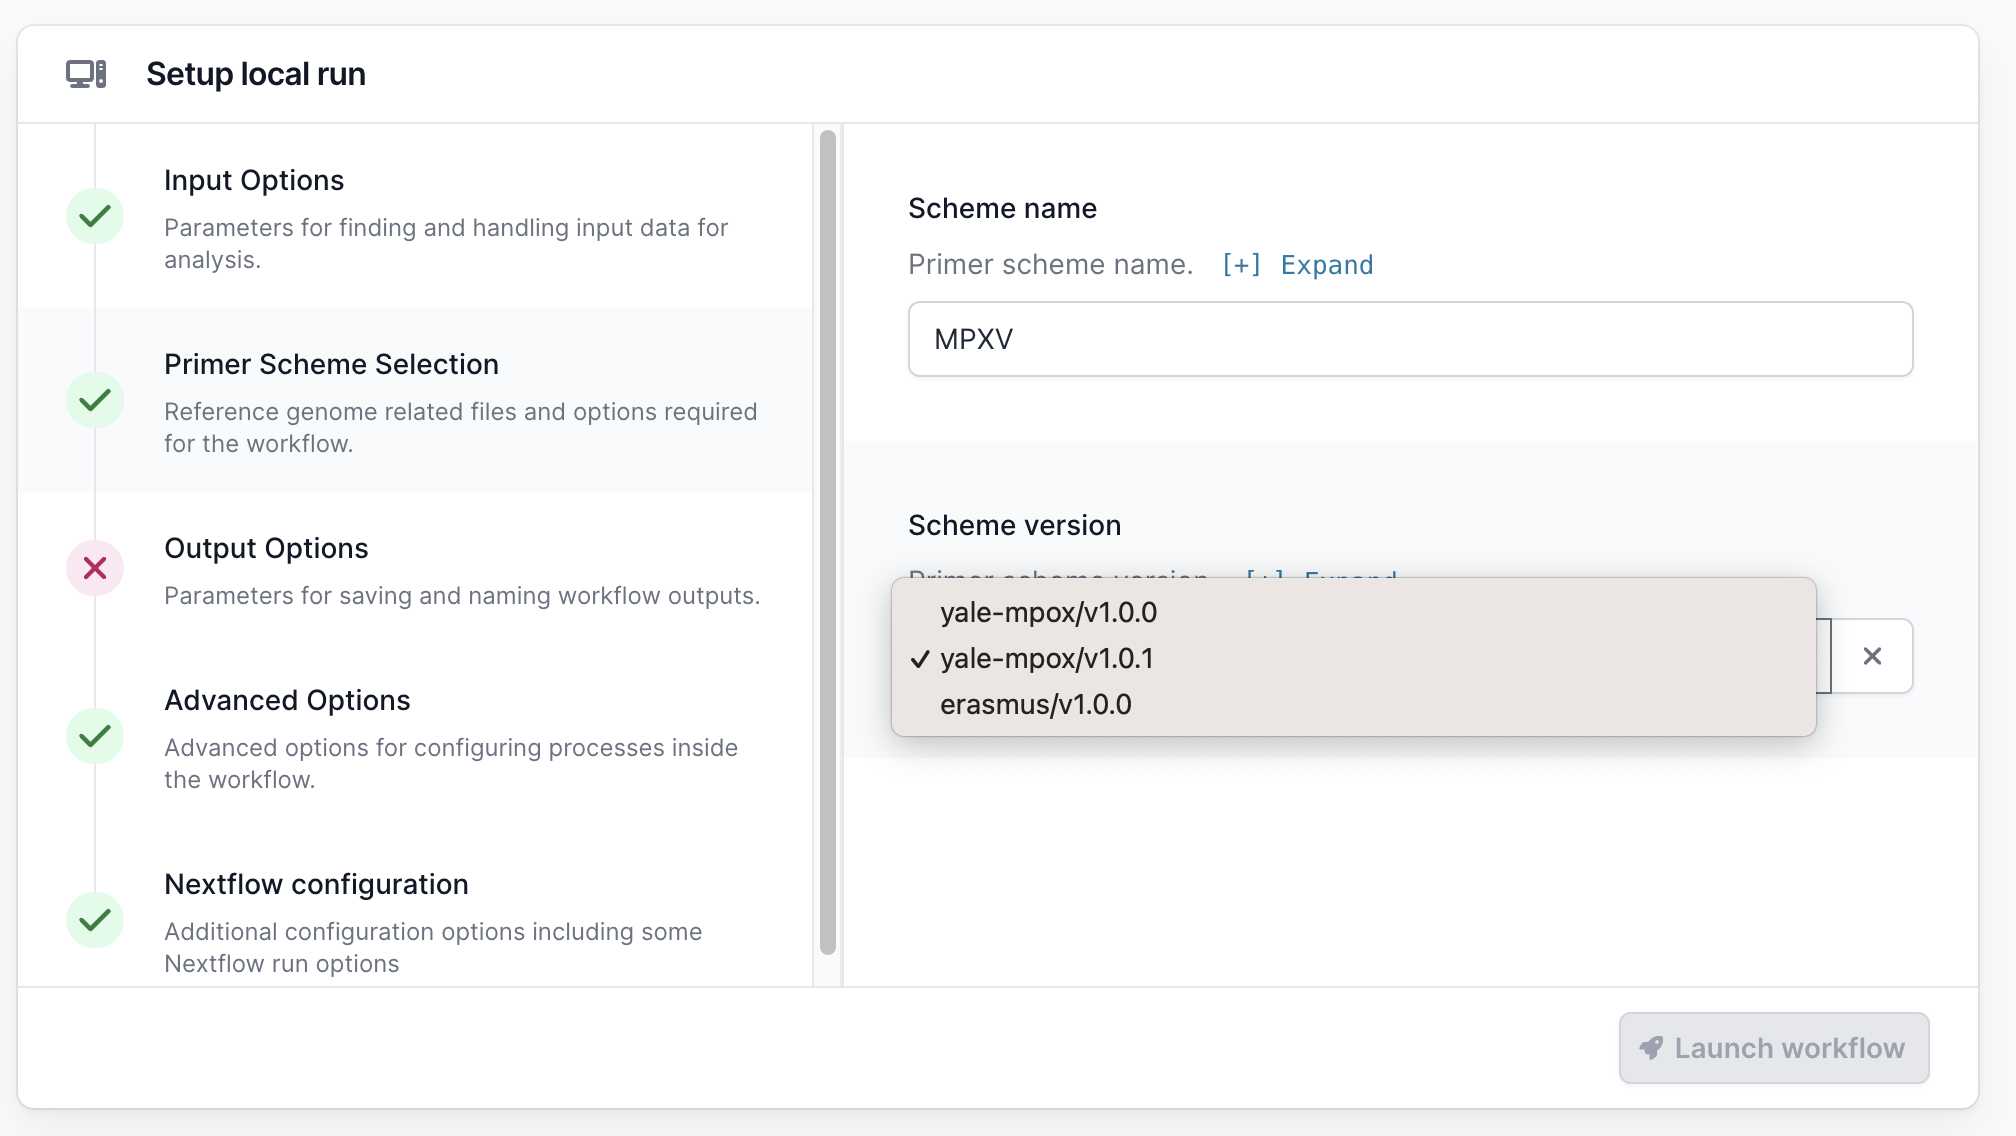 Setup local run
Input Options
Parameters for finding and handling input data for
analysis.
Primer Scheme Selection
Reference genome related files and options required
for the workflow.
Output Options
Parameters for saving and naming workflow outputs.
Advanced Options
Advanced options for configuring processes inside
the workflow.
Nextflow configuration
Additional configuration options including some
Nextflow run options
Scheme name
Primer scheme name. [+] Expand
MPXV
Scheme version
Primer scheme version. [+] Expand
yale-mpox/v1.0.0
✓ yale-mpox/v1.0.1
erasmus/v1.0.0
Launch workflow